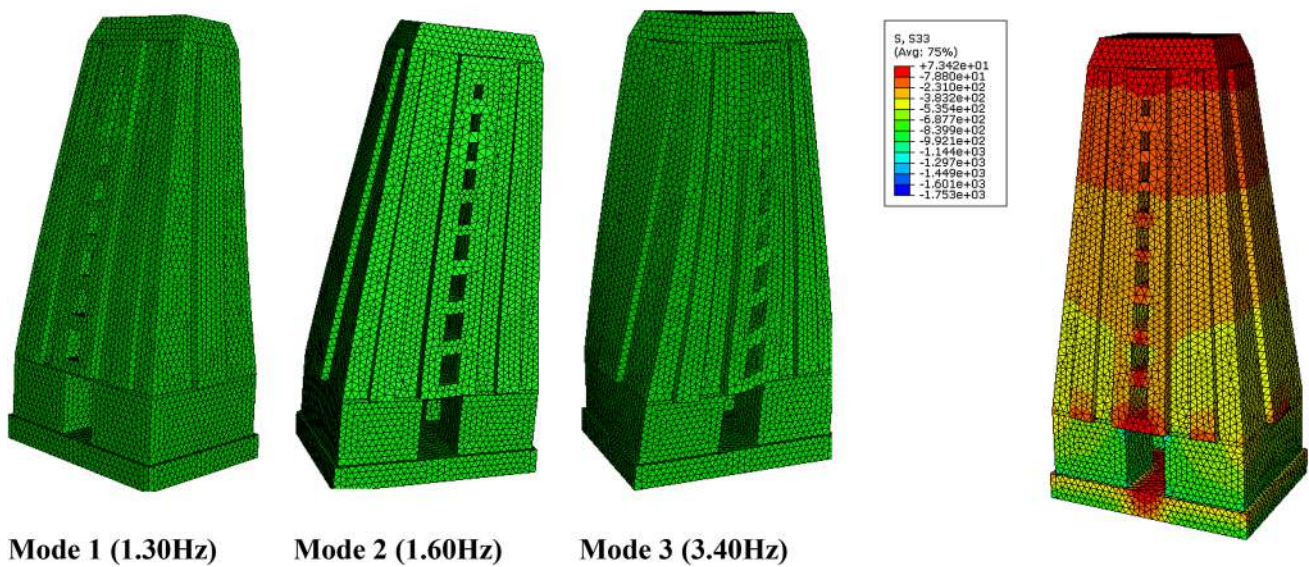 S, S33
(Avg: 75%)
+7.342e+01
-7.880e+01
-2.310e+02
-3.832e+02
-5.354e+02
-6.877e+02
-8.399e+02
-9.921e+02
-1.144e+03
-1.297e+03
-1.449e+03
-1.601e+03
-1.753e+03
Mode 1 (1.30Hz)
Mode 2 (1.60Hz)
Mode 3 (3.40Hz)